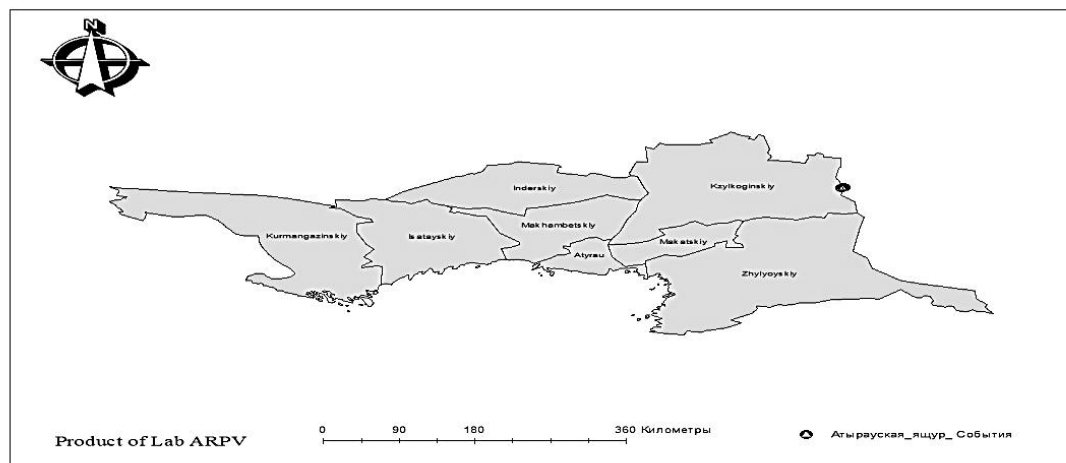 N
Inderskiy
Kzylkoginskiy
Makhambetskiy
Kurmangazinskiy
Isatayskiy
Makatskiy
Atyrau
Zhylyoyskiy
0 90 180 360 Километры
Product of Lab ARPV
Атырауская_ящур_ События